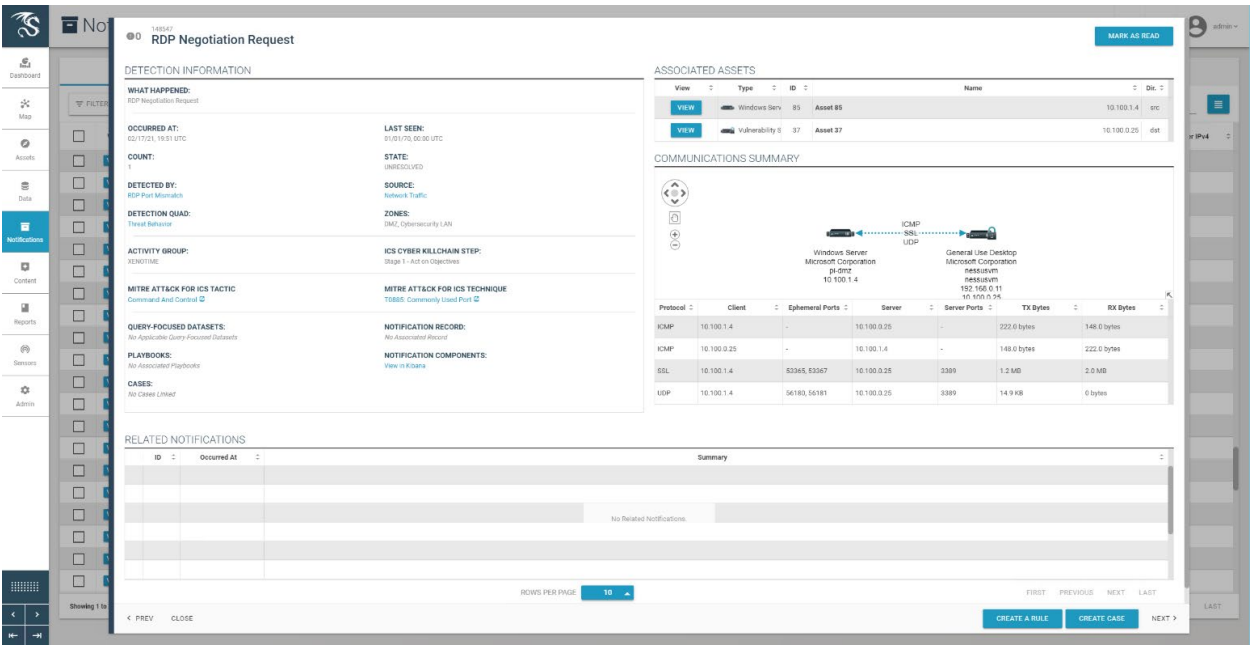 Not
admin
Dashboard
Map
Assets
Data
Notifications
Content
Reports
Sensors
Admin
FILTER
er IPv4
Showing 1 to
LAST
0
148547
RDP Negotiation Request
MARK AS READ
DETECTION INFORMATION
WHAT HAPPENED:
RDP Negotiation Request
OCCURRED AT:
02/17/21, 19:51 UTC
LAST SEEN:
01/01/70, 00:00 UTC
COUNT:
1
STATE:
UNRESOLVED
DETECTED BY:
RDP Port Mismatch
SOURCE:
Network Traffic
DETECTION QUAD:
Threat Behavior
ZONES:
DMZ, Cybersecurity LAN
ACTIVITY GROUP:
XENOTIME
ICS CYBER KILLCHAIN STEP:
Stage 1 - Act on Objectives
MITRE ATT&CK FOR ICS TACTIC
Command And Control
MITRE ATT&CK FOR ICS TECHNIQUE
T0885: Commonly Used Port
QUERY-FOCUSED DATASETS:
No Applicable Query Focused Datasets
NOTIFICATION RECORD:
No Associated Record
PLAYBOOKS:
No Associated Playbooks
NOTIFICATION COMPONENTS:
View in Kibana
CASES:
No Cases Linked
ASSOCIATED ASSETS
View Type ID Name Dir.
VIEW Windows Serv 85 Asset 85 10.100.1.4 src
VIEW Vulnerability S 37 Asset 37 10.100.0.25 dst
COMMUNICATIONS SUMMARY
ICMP
SSL
UDP
Windows Server
Microsoft Corporation
pi-dmz
10.100.1.4
General Use Desktop
Microsoft Corporation
nessusvm
nessusvm
192.168.0.11
10.100.0.25
Protocol Client Ephemeral Ports Server Server Ports TX Bytes RX Bytes
ICMP 10.100.1.4 - 10.100.0.25 - 222.0 bytes 148.0 bytes
ICMP 10.100.0.25 - 10.100.1.4 - 148.0 bytes 222.0 bytes
SSL 10.100.1.4 53365, 53367 10.100.0.25 3389 1.2 MB 2.0 MB
UDP 10.100.1.4 56180, 56181 10.100.0.25 3389 14.9 KB 0 bytes
RELATED NOTIFICATIONS
ID Occurred At Summary
No Related Notifications
ROWS PER PAGE 10
FIRST PREVIOUS NEXT LAST
< PREV CLOSE
CREATE A RULE CREATE CASE NEXT >